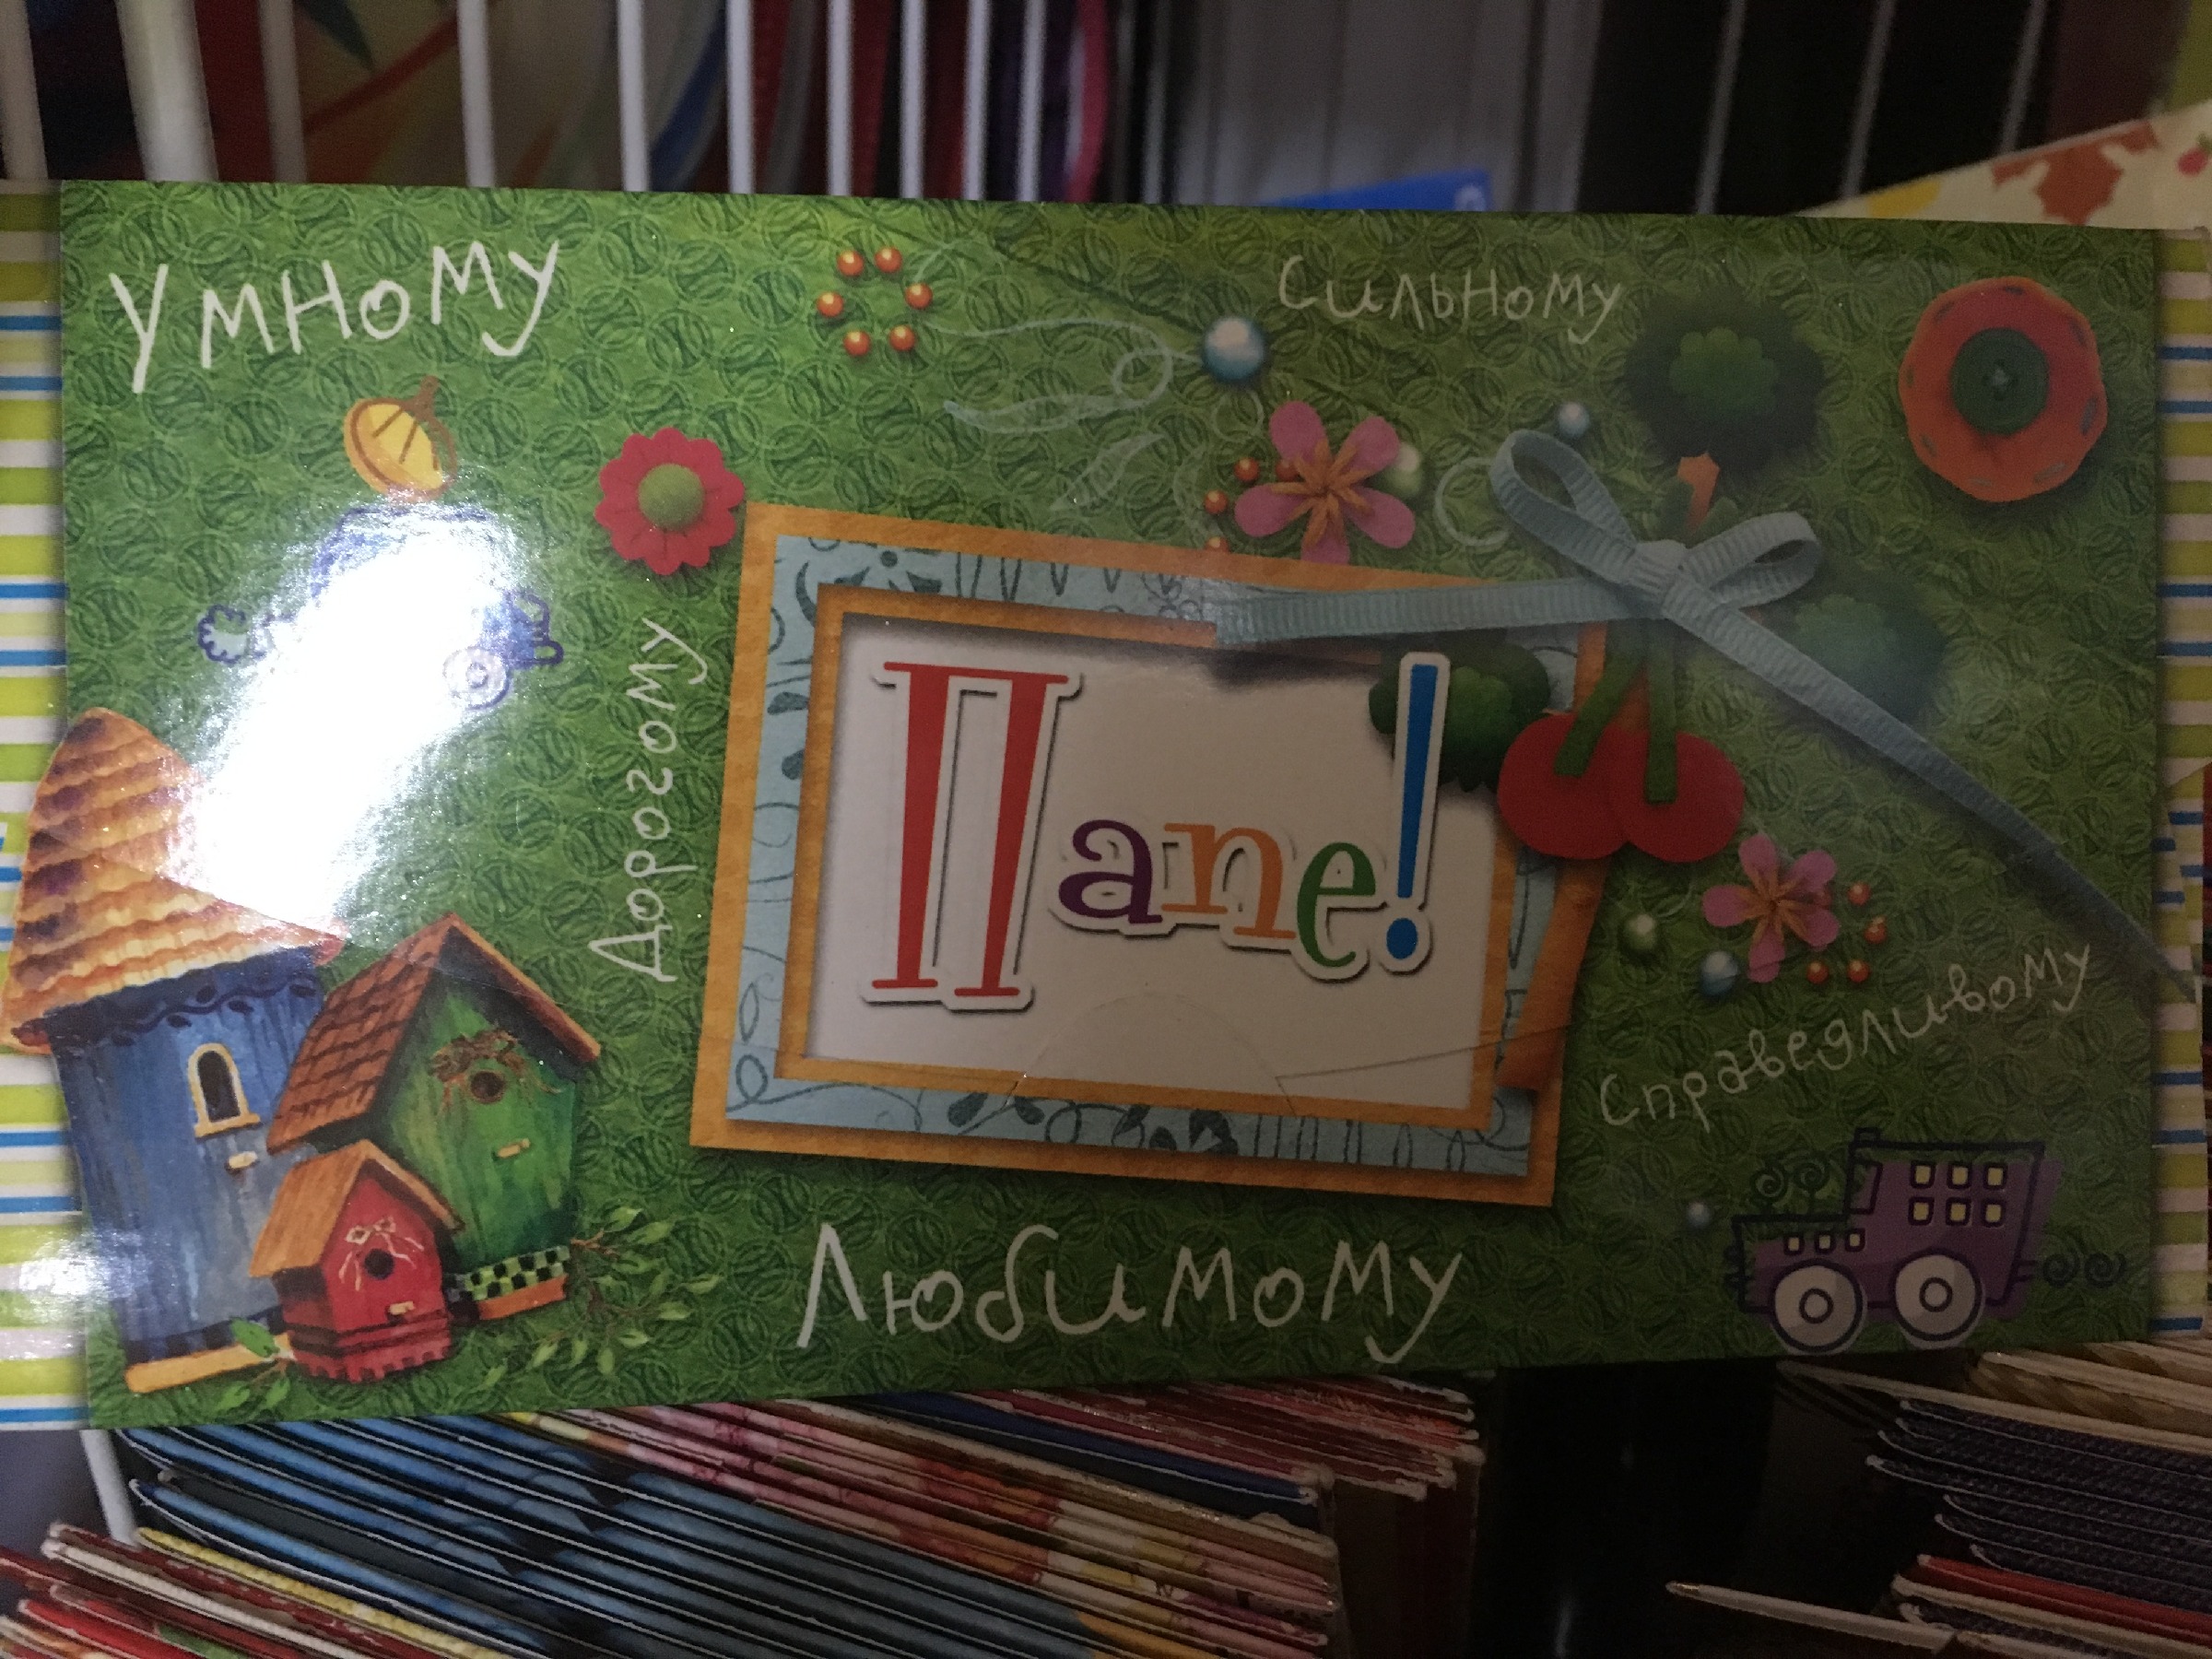 Умному
Сильному
Дорогому
Папе!
Справедливому
Любимому